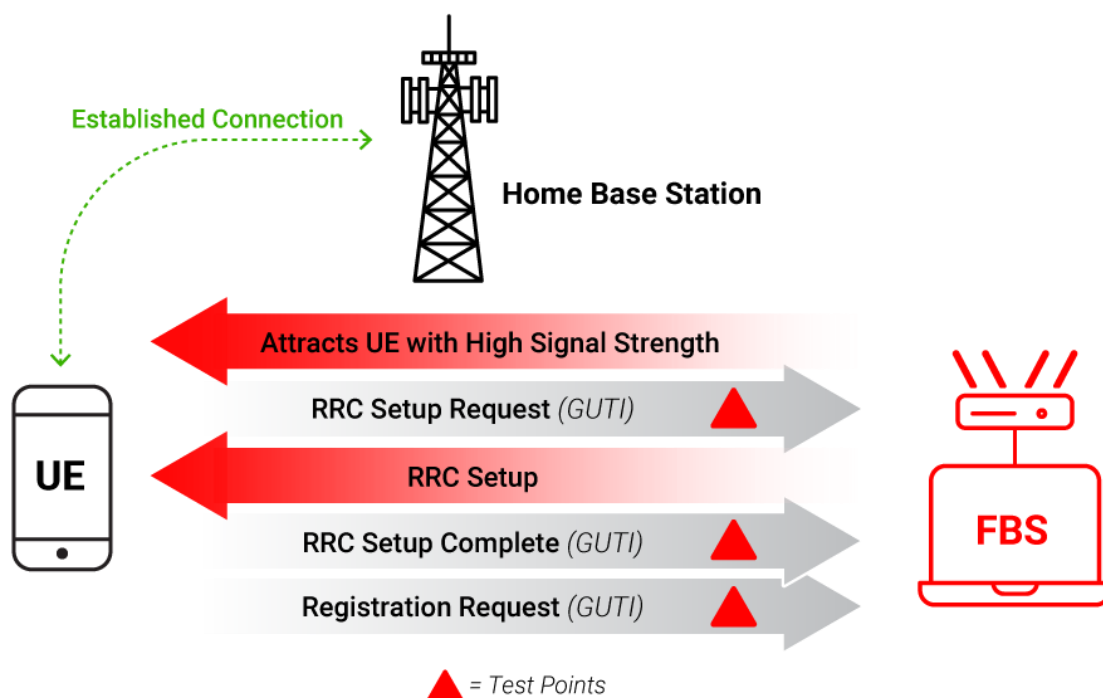 Established Connection
Home Base Station
Attracts UE with High Signal Strength
RRC Setup Request (GUTI)
UE
RRC Setup
FBS
RRC Setup Complete (GUTI)
Registration Request (GUTI)
= Test Points